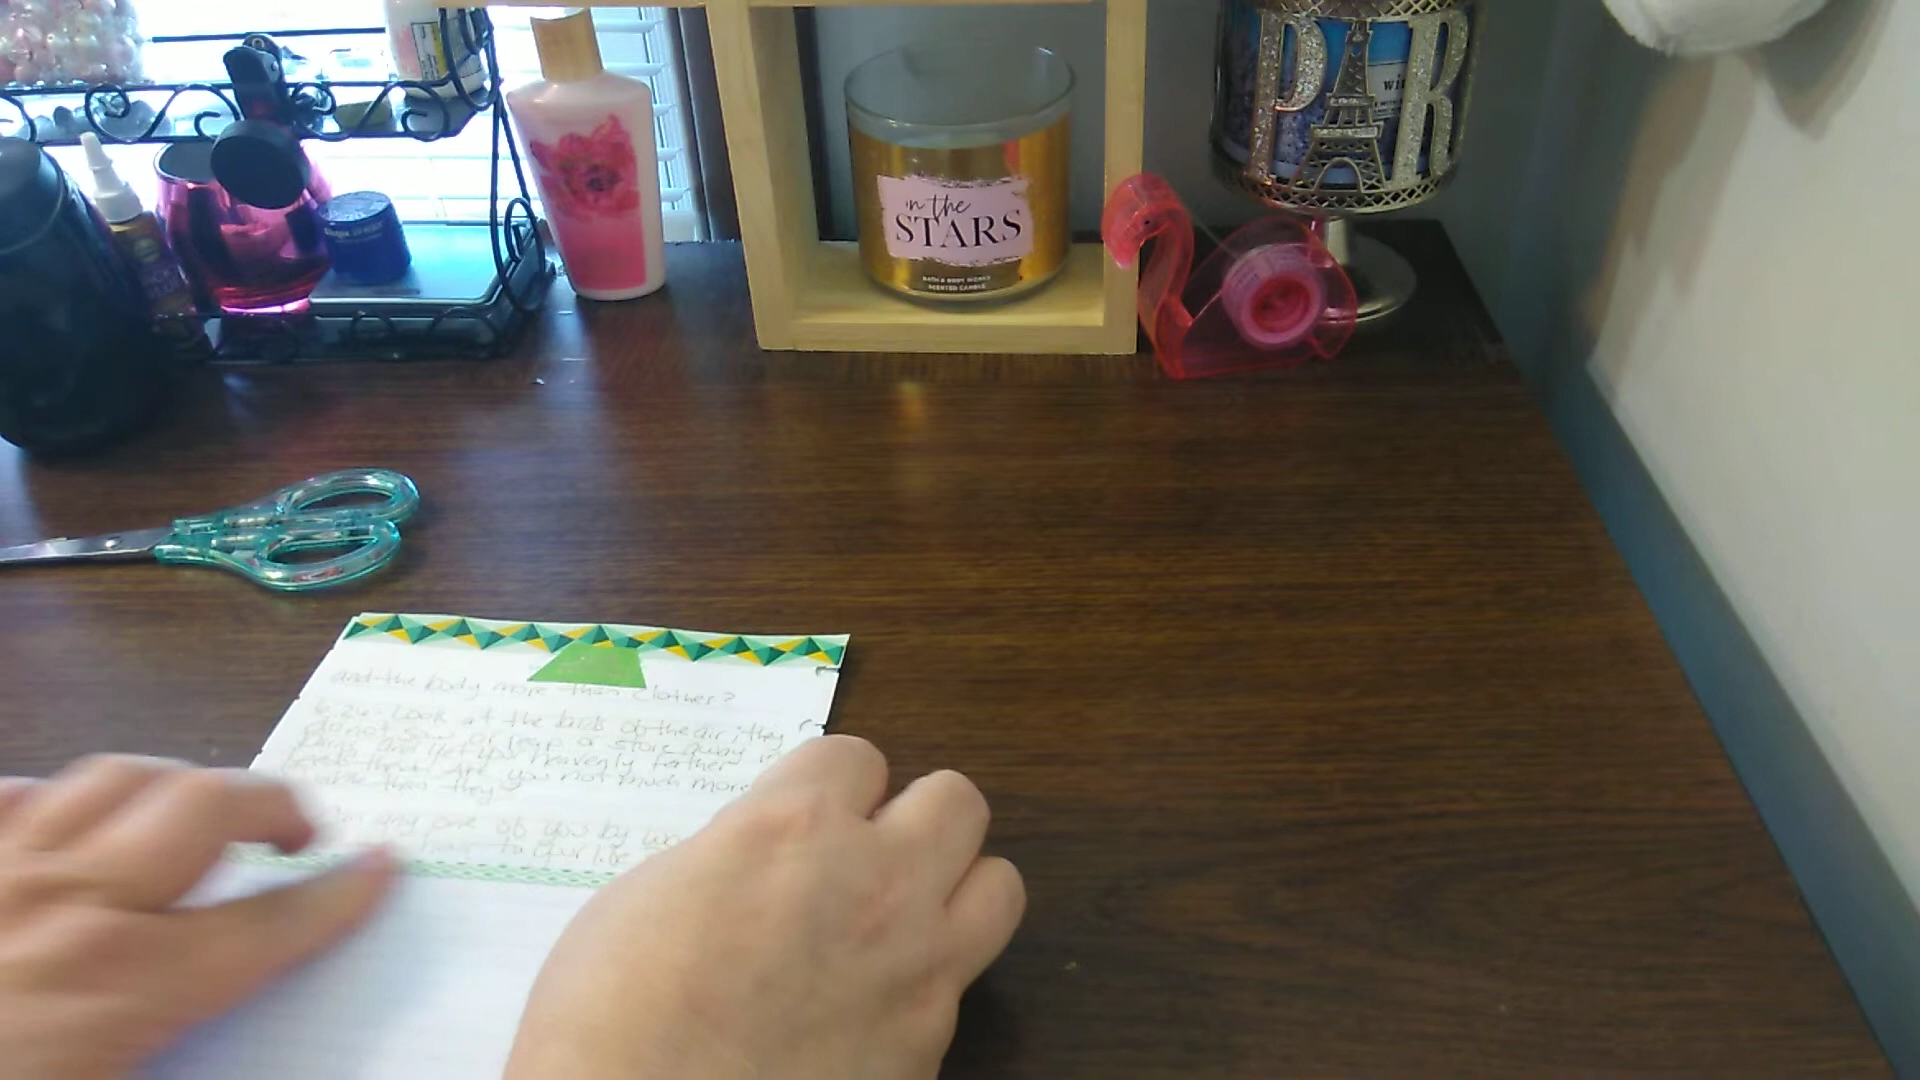 in the
STARS
BATH & BODY WORKS
SCENTED CANDLE
P R
wi
and the body more than clothes?
6:26 - Look at the birds of the air; they
do not sow or reap or store away in
barns and yet your heavenly father
feeds them. Are you not much more
than they
any one of you by wo
to your life